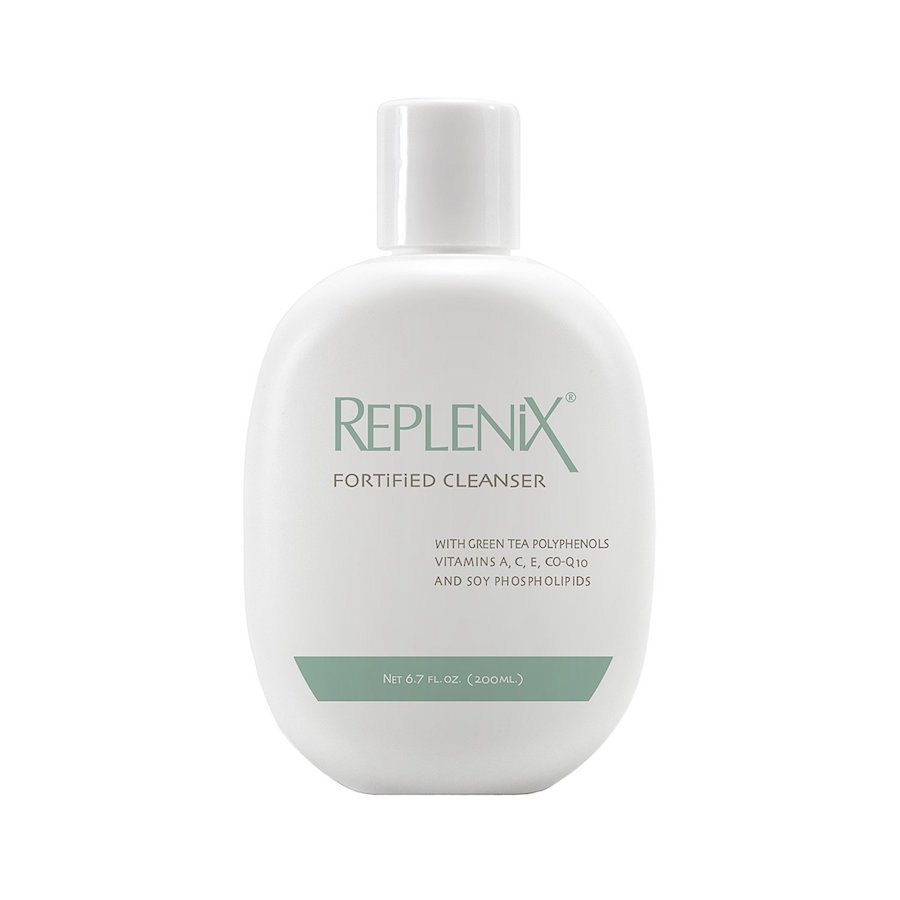 REPLENiX®
FORTiFiED CLEANSER
WITH GREEN TEA POLYPHENOLS
VITAMINS A, C, E, CO-Q10
AND SOY PHOSPHOLIPIDS
NET 6.7 FL.OZ. (200ML.)